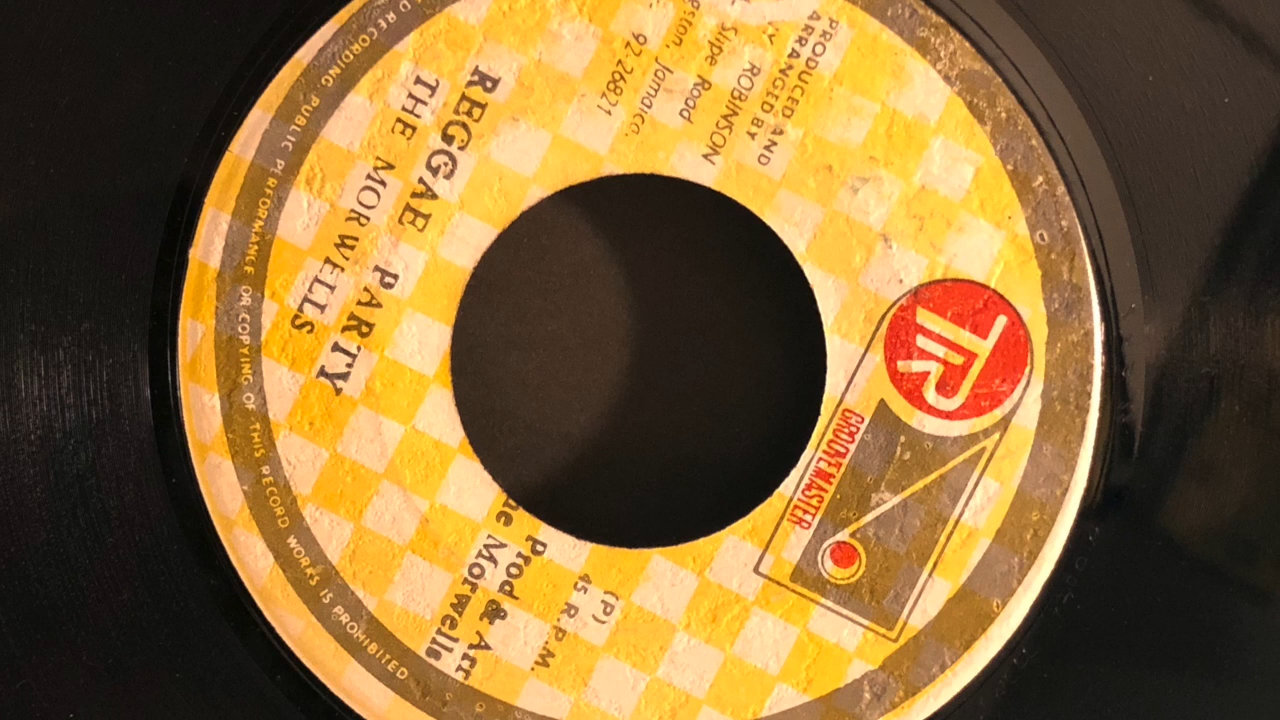 TR
GROOVEMASTER
PRODUCED AND
ARRANGED BY
ROBINSON
Slipe Road
Jamaica.
92-26821
(P)
45 R.P.M.
Prod & Arr
Morwells
REGGAE PARTY
THE MORWELLS
RECORDING PUBLIC PERFORMANCE OR COPYING OF THIS RECORD WORKS IS PROHIBITED